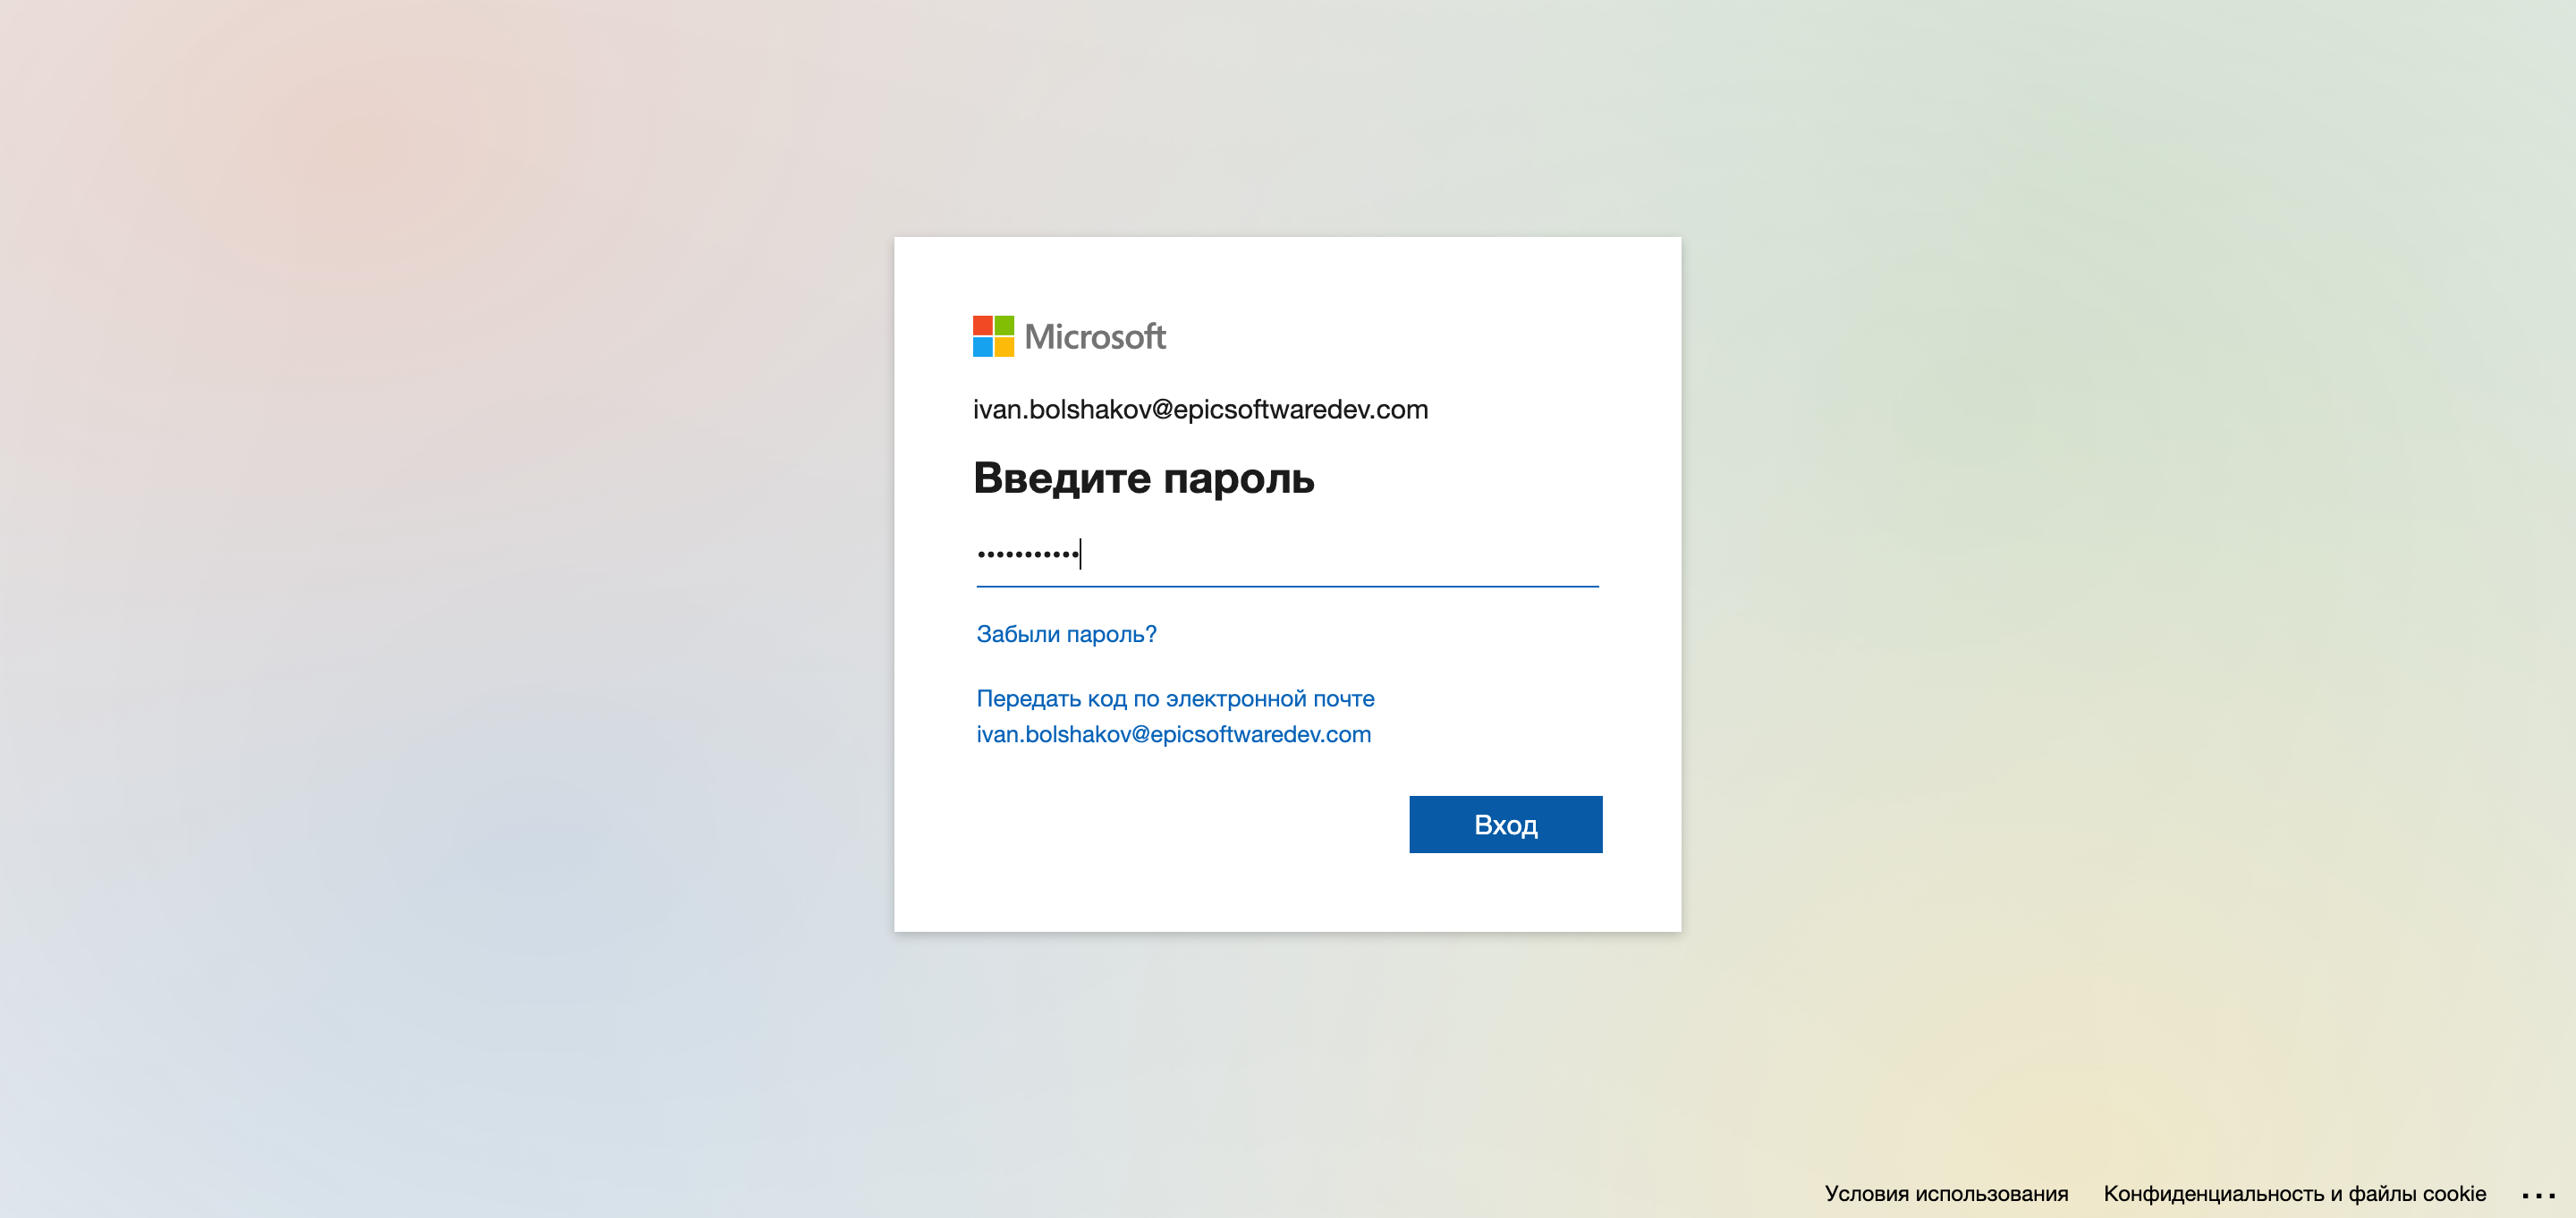 Microsoft
ivan.bolshakov@epicsoftwaredev.com
Введите пароль
•••••••••••
Забыли пароль?
Передать код по электронной почте
ivan.bolshakov@epicsoftwaredev.com
Вход
Условия использования Конфиденциальность и файлы cookie ...